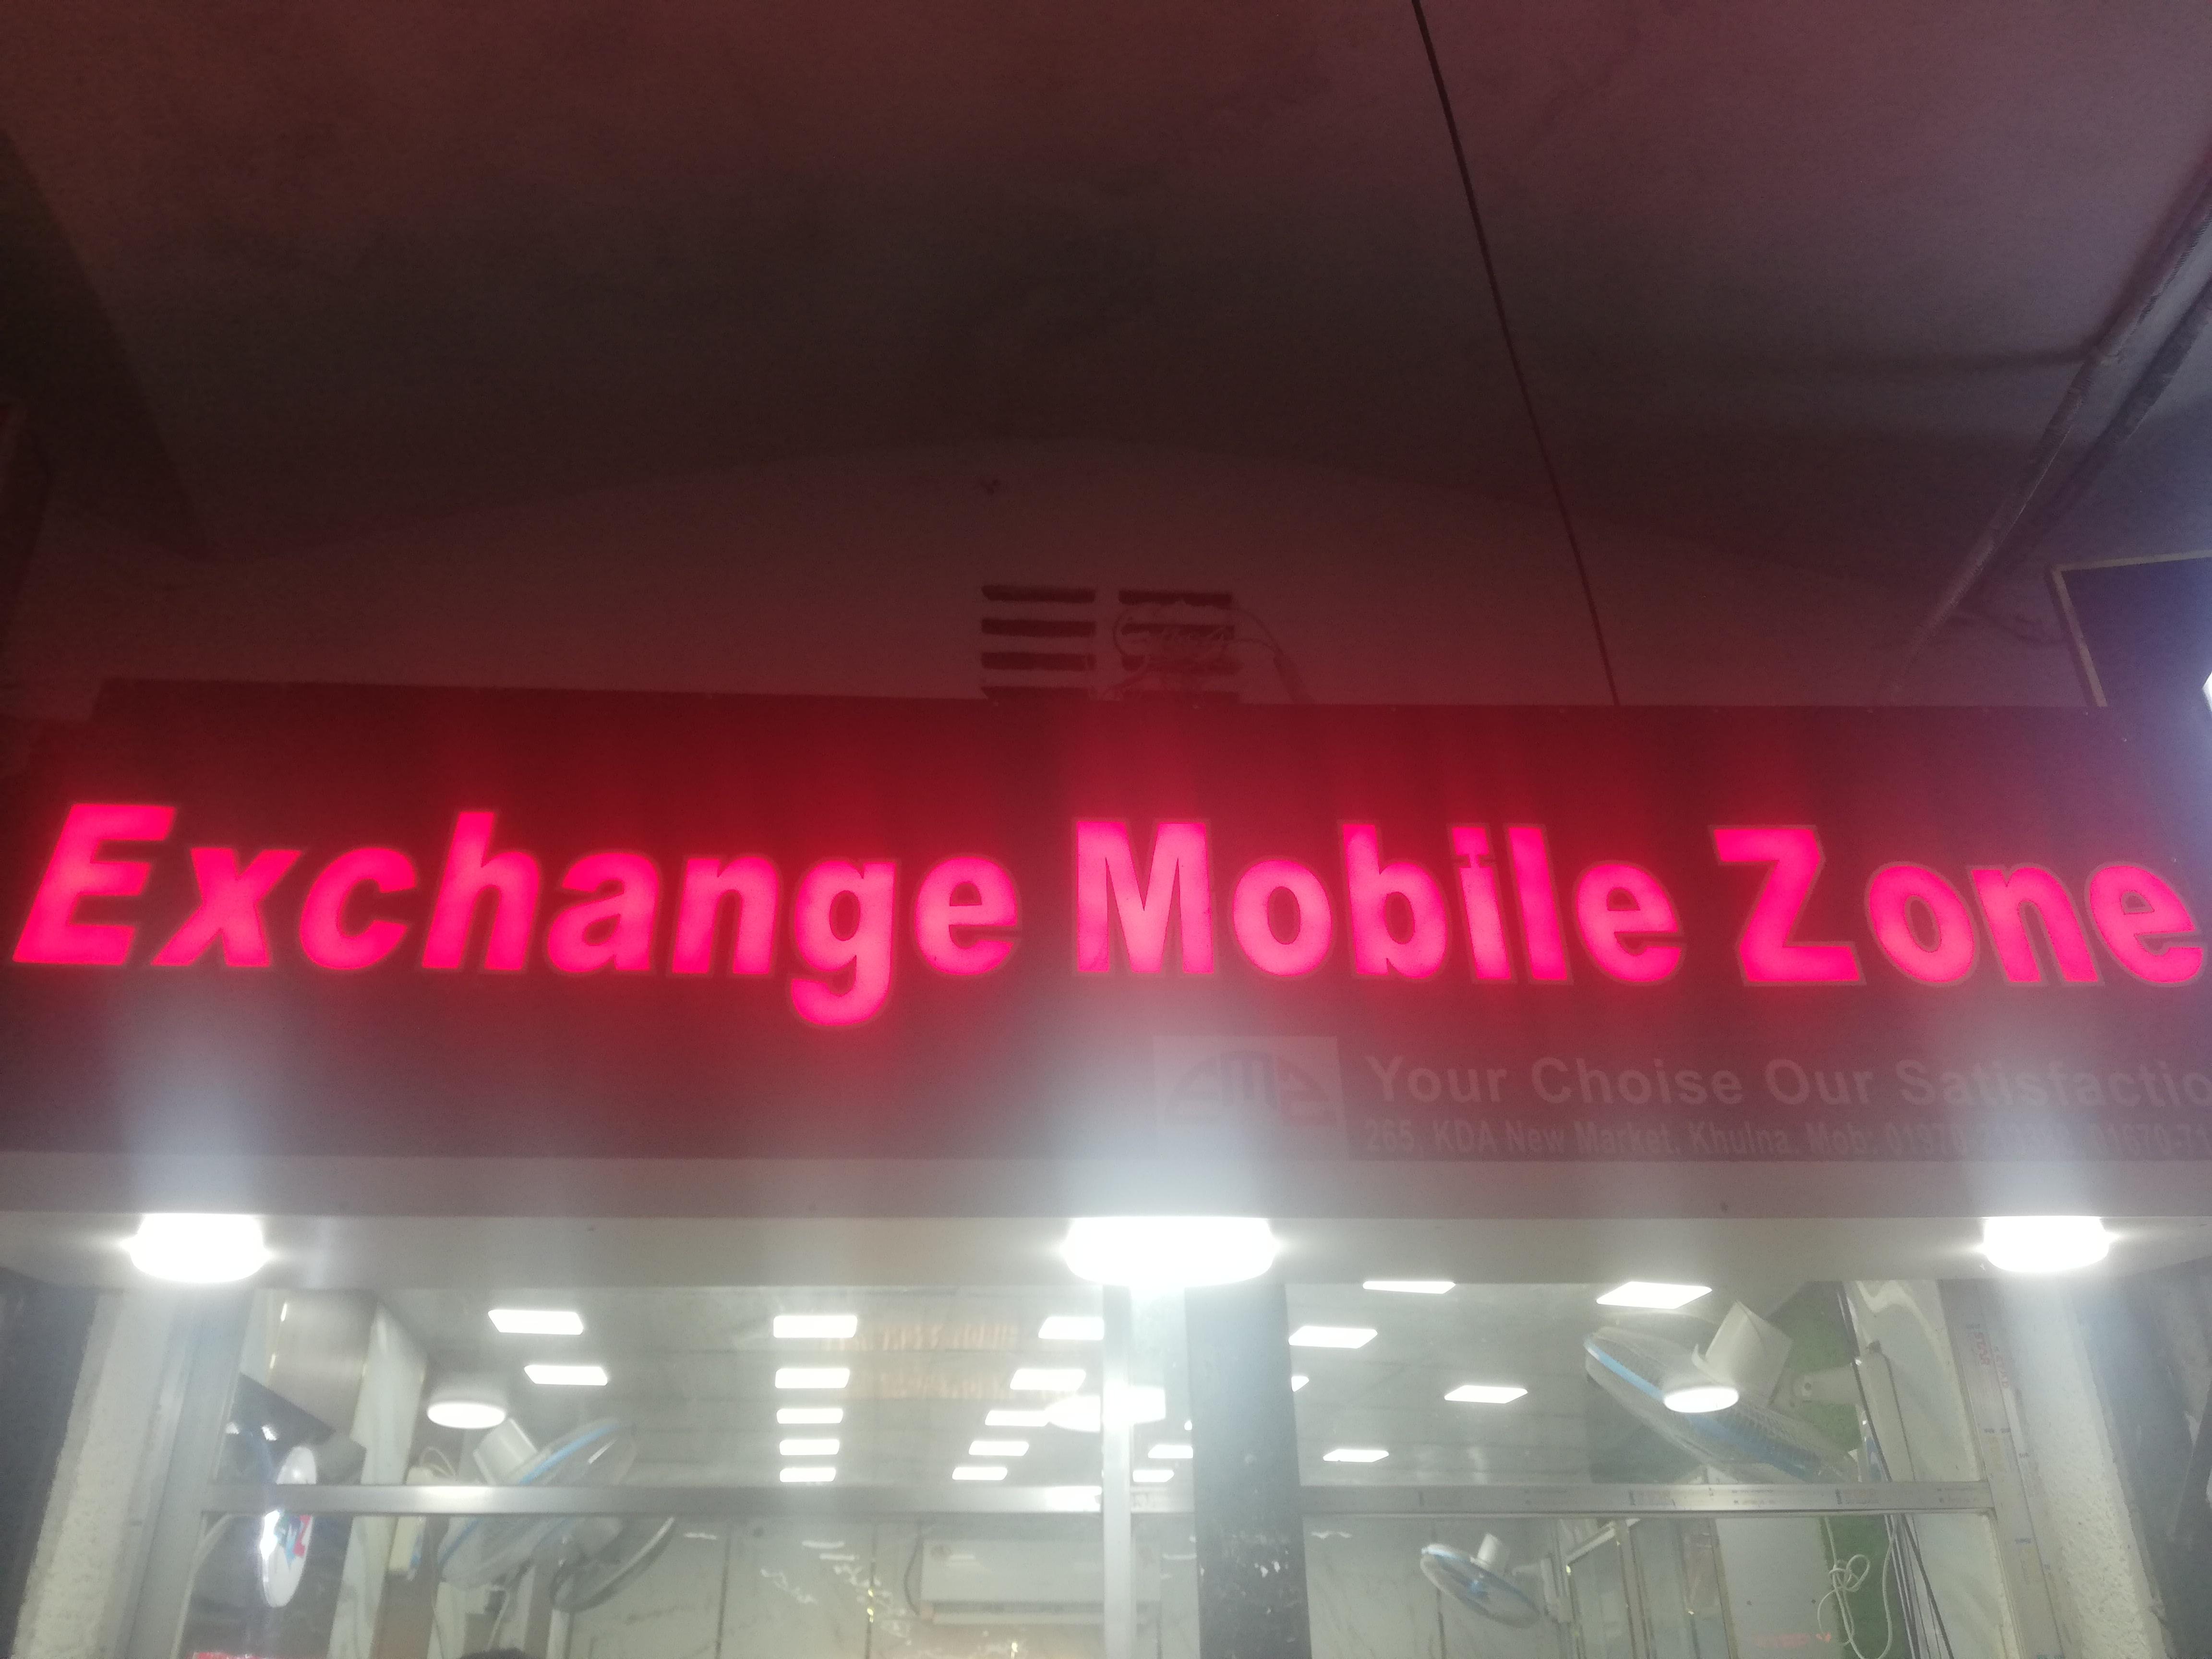 Exchange Mobile Zone
Your Choise Our Satisfactio
265, KDA New Market, Khulna, Mob: